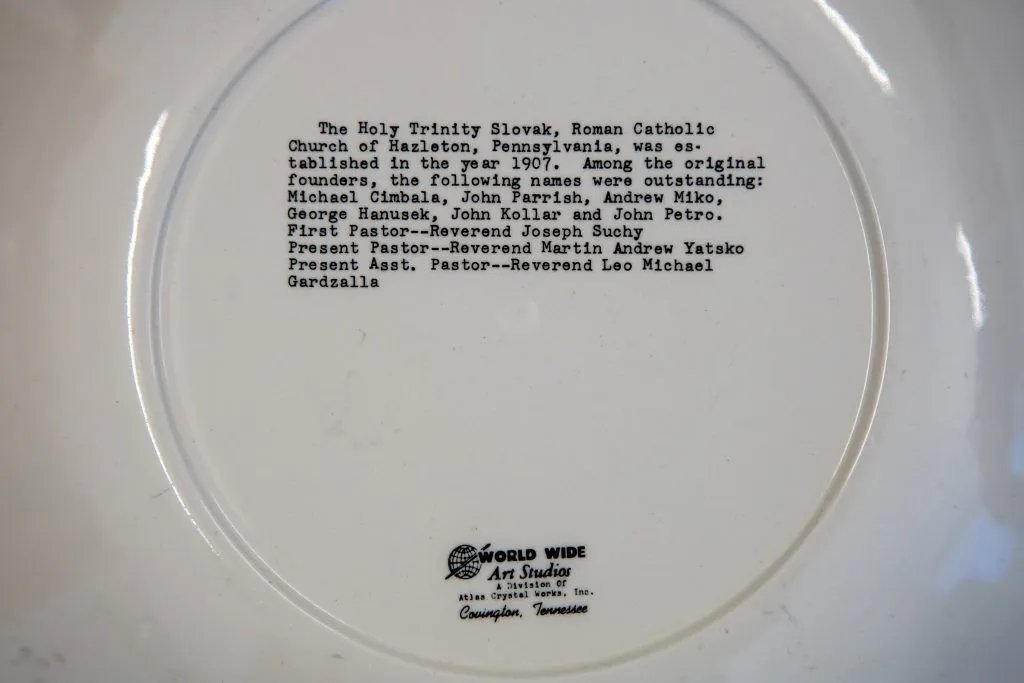 The Holy Trinity Slovak, Roman Catholic
Church of Hazleton, Pennsylvania, was es-
tablished in the year 1907. Among the original
founders, the following names were outstanding:
Michael Cimbala, John Parrish, Andrew Miko,
George Hanusek, John Kollar and John Petro.
First Pastor--Reverend Joseph Suchy
Present Pastor--Reverend Martin Andrew Yatsko
Present Asst. Pastor--Reverend Leo Michael
Gardzalla
WORLD WIDE
Art Studios
A Division Of
Atlas Crystal Works, Inc.
Covington, Tennessee